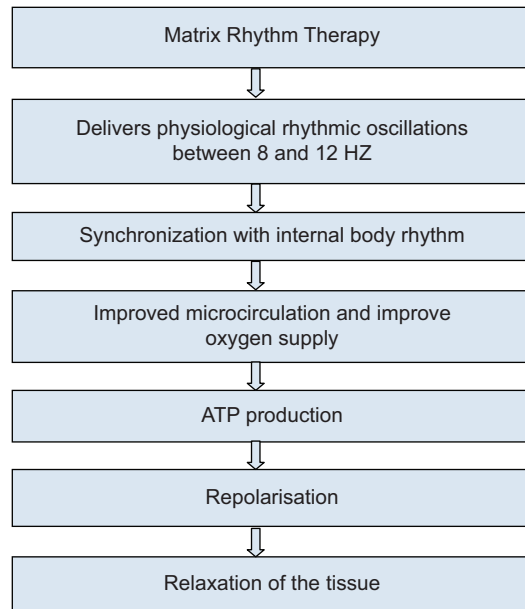 Matrix Rhythm Therapy
Delivers physiological rhythmic oscillations
between 8 and 12 HZ
Synchronization with internal body rhythm
Improved microculation and improve
oxygen supply
ATP production
Repolarisation
Relaxation of the tissue